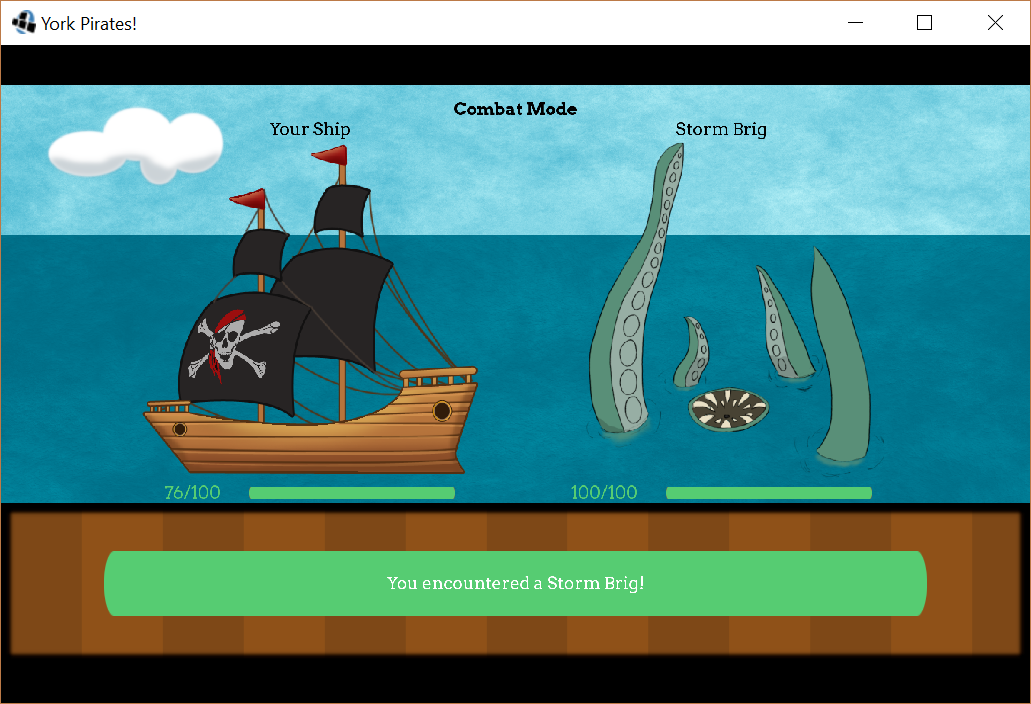 York Pirates!
Combat Mode
Your Ship
Storm Brig
76/100
100/100
You encountered a Storm Brig!